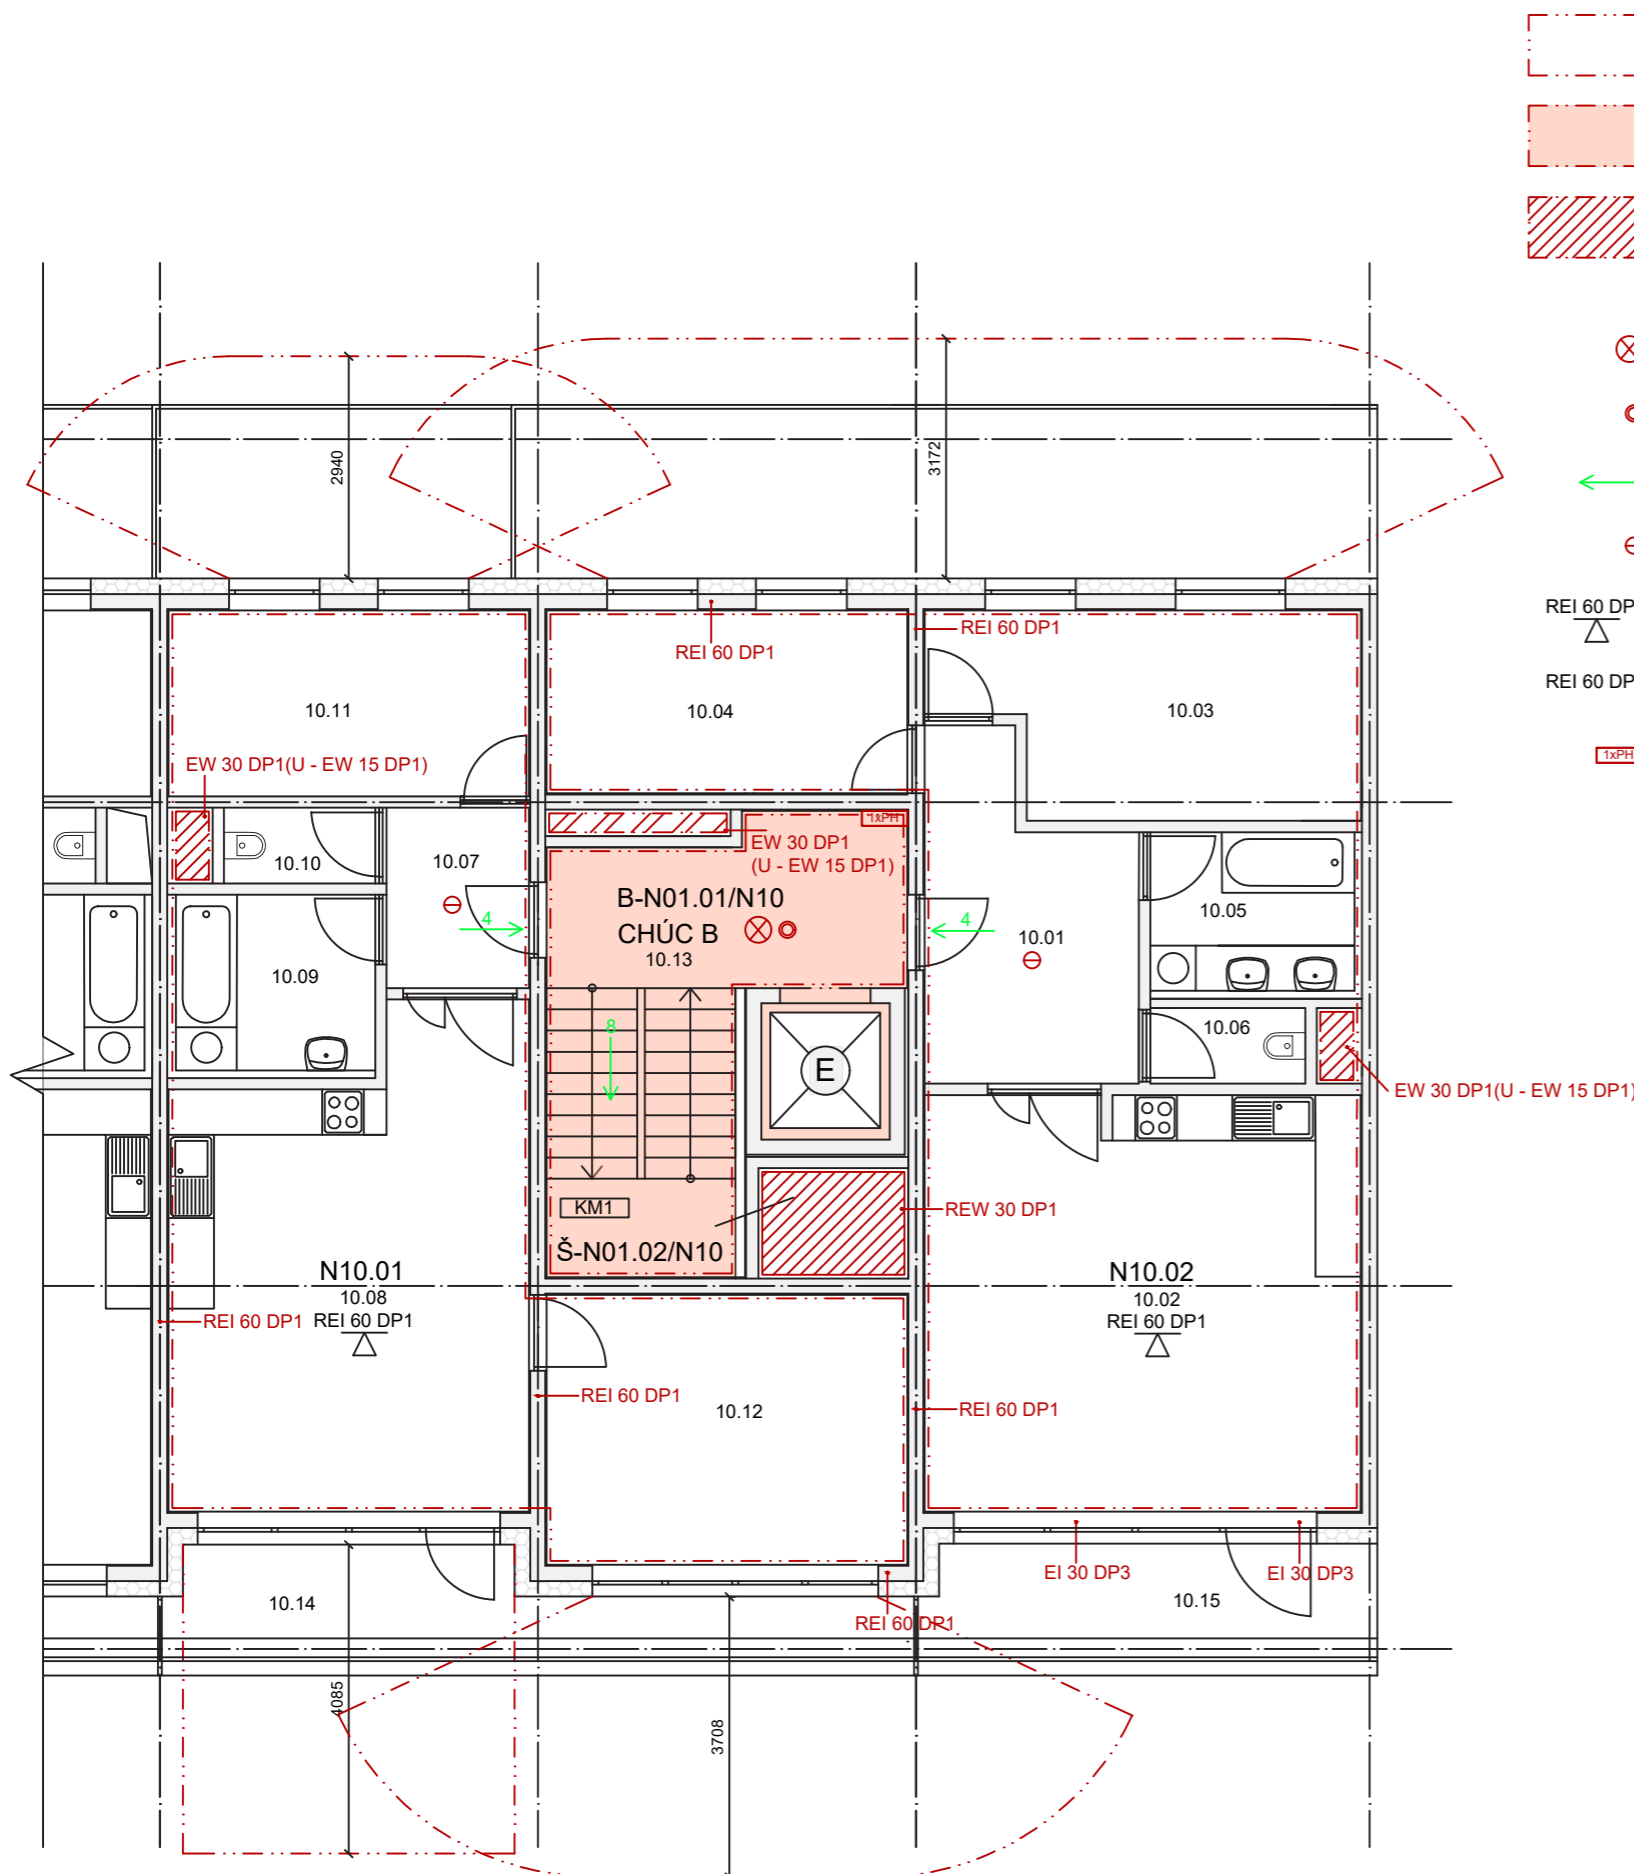 2940
3172
REI 60 DP
REI 60 DP1
REI 60 DP1
REI 60 DP
10.11
10.04
10.03
EW 30 DP1(U - EW 15 DP1)
1xPH
1xPH
EW 30 DP1
(U - EW 15 DP1)
10.10
10.07
B-N01.01/N10
CHÚC B
10.13
4
4
10.01
10.05
10.09
8
10.06
E
EW 30 DP1(U - EW 15 DP1)
KM1
REW 30 DP1
Š-N01.02/N10
N10.01
10.08
REI 60 DP1
N10.02
10.02
REI 60 DP1
REI 60 DP1
REI 60 DP1
10.12
REI 60 DP1
EI 30 DP3
EI 30 DP3
10.14
10.15
REI 60 DP1
4085
3708